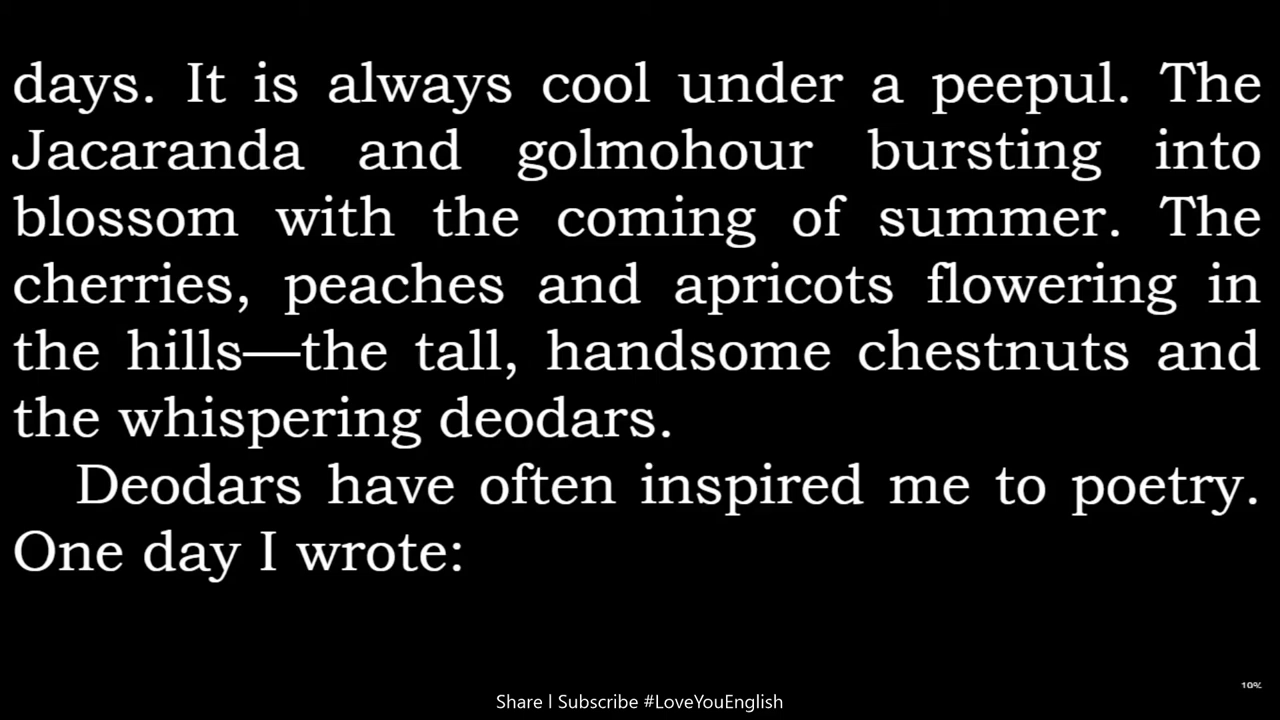 days. It is always cool under a peepul. The
Jacaranda and golmohour bursting into
blossom with the coming of summer. The
cherries, peaches and apricots flowering in
the hills—the tall, handsome chestnuts and
the whispering deodars.
Deodars have often inspired me to poetry.
One day I wrote:
10%
Share | Subscribe #LoveYouEnglish